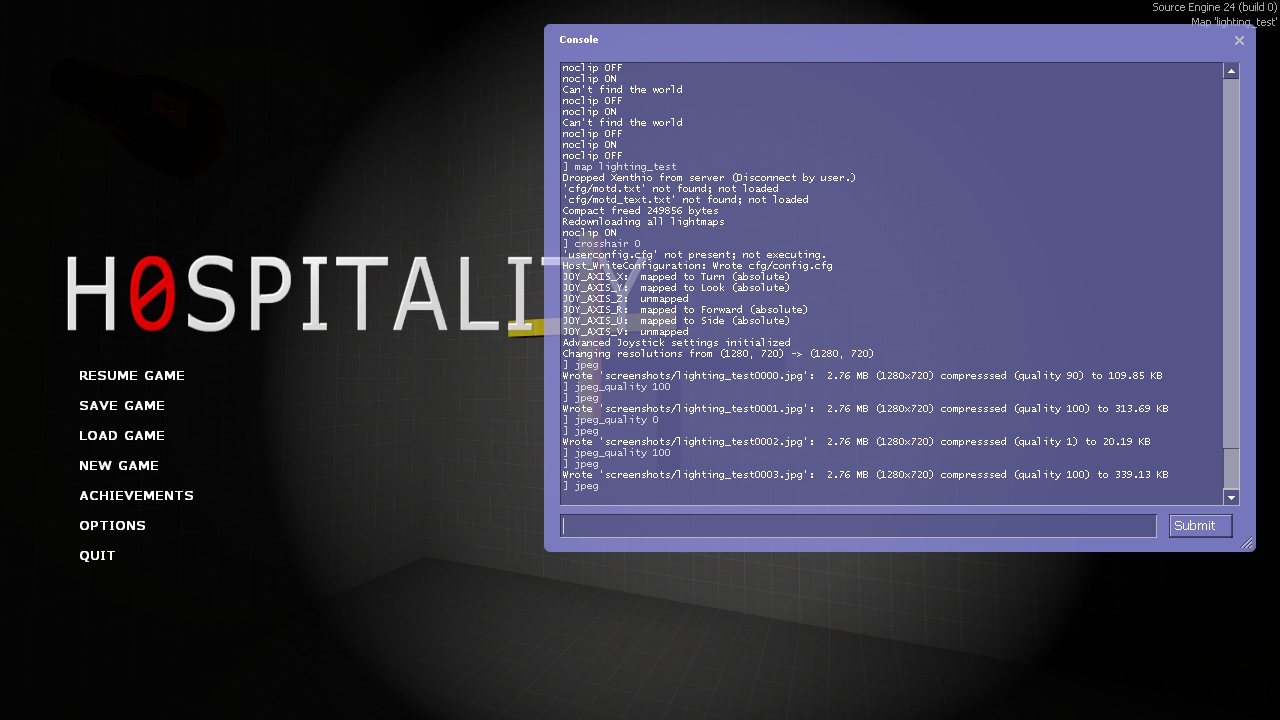 Source Engine 24 (build 0)
Map 'lighting_test'
Console
noclip OFF
noclip ON
Can't find the world
noclip OFF
noclip ON
Can't find the world
noclip OFF
noclip ON
noclip OFF
] map lighting_test
Dropped Xenthio from server (Disconnect by user.)
'cfg/motd.txt' not found; not loaded
'cfg/motd_text.txt' not found; not loaded
Compact freed 249856 bytes
Redownloading all lightmaps
noclip ON
] crosshair 0
'userconfig.cfg' not present; not executing.
Host_WriteConfiguration: Wrote cfg/config.cfg
JOY_AXIS_X:  mapped to Turn (absolute)
JOY_AXIS_Y:  mapped to Look (absolute)
JOY_AXIS_Z:  unmapped
JOY_AXIS_R:  mapped to Forward (absolute)
JOY_AXIS_U:  mapped to Side (absolute)
JOY_AXIS_V:  unmapped
Advanced Joystick settings initialized
Changing resolutions from (1280, 720) -> (1280, 720)
] jpeg
Wrote 'screenshots/lighting_test0000.jpg':  2.76 MB (1280x720) compresssed (quality 90) to 109.85 KB
] jpeg_quality 100
] jpeg
Wrote 'screenshots/lighting_test0001.jpg':  2.76 MB (1280x720) compresssed (quality 100) to 313.69 KB
] jpeg_quality 0
] jpeg
Wrote 'screenshots/lighting_test0002.jpg':  2.76 MB (1280x720) compresssed (quality 1) to 20.19 KB
] jpeg_quality 100
] jpeg
Wrote 'screenshots/lighting_test0003.jpg':  2.76 MB (1280x720) compresssed (quality 100) to 339.13 KB
] jpeg
Submit
H0SPITALITY
RESUME GAME
SAVE GAME
LOAD GAME
NEW GAME
ACHIEVEMENTS
OPTIONS
QUIT